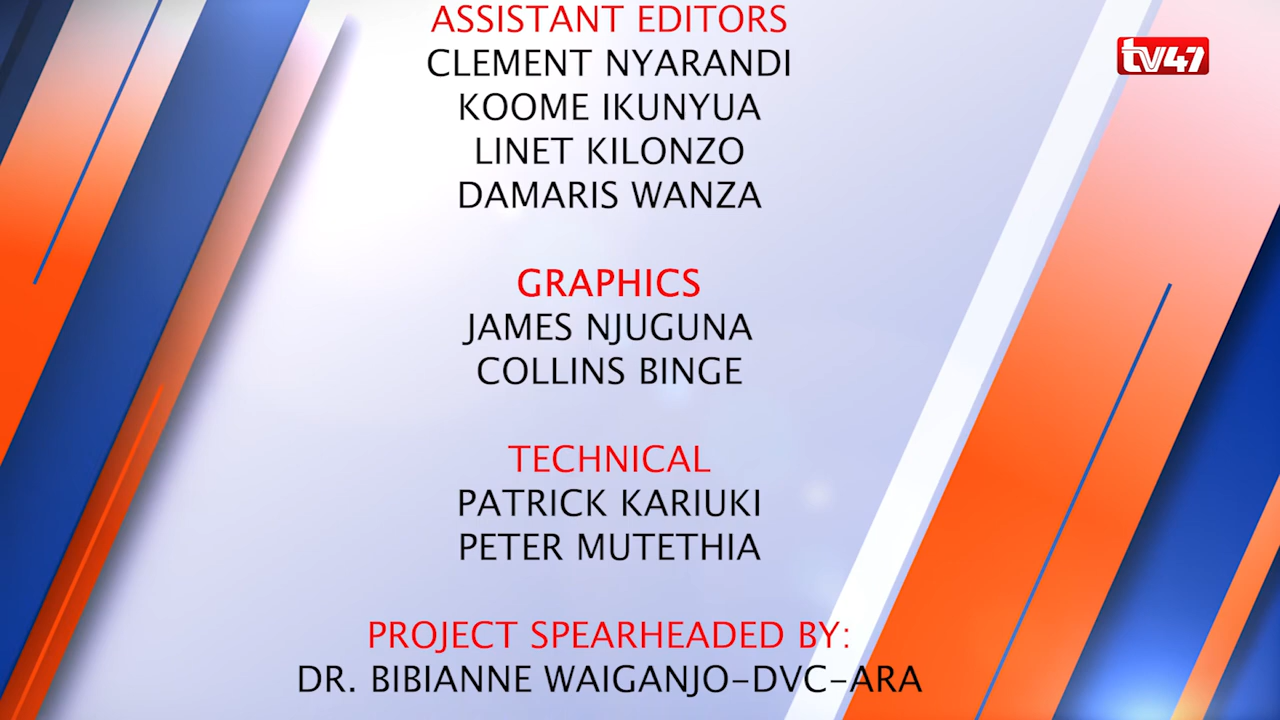 ASSISTANT EDITORS
tv47
CLEMENT NYARANDI
KOOME IKUNYUA
LINET KILONZO
DAMARIS WANZA
GRAPHICS
JAMES NJUGUNA
COLLINS BINGE
TECHNICAL
PATRICK KARIUKI
PETER MUTETHIA
PROJECT SPEARHEADED BY:
DR. BIBIANNE WAIGANJO-DVC-ARA